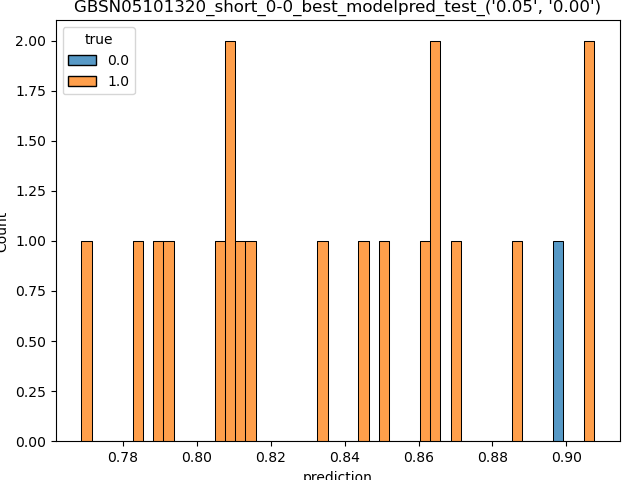 GBSN05101320_short_0-0_best_modelpred_test_('0.05', '0.00')
true
0.0
1.0
2.00
1.75
1.50
1.25
1.00
0.75
0.50
0.25
0.00
Count
0.78 0.80 0.82 0.84 0.86 0.88 0.90
prediction